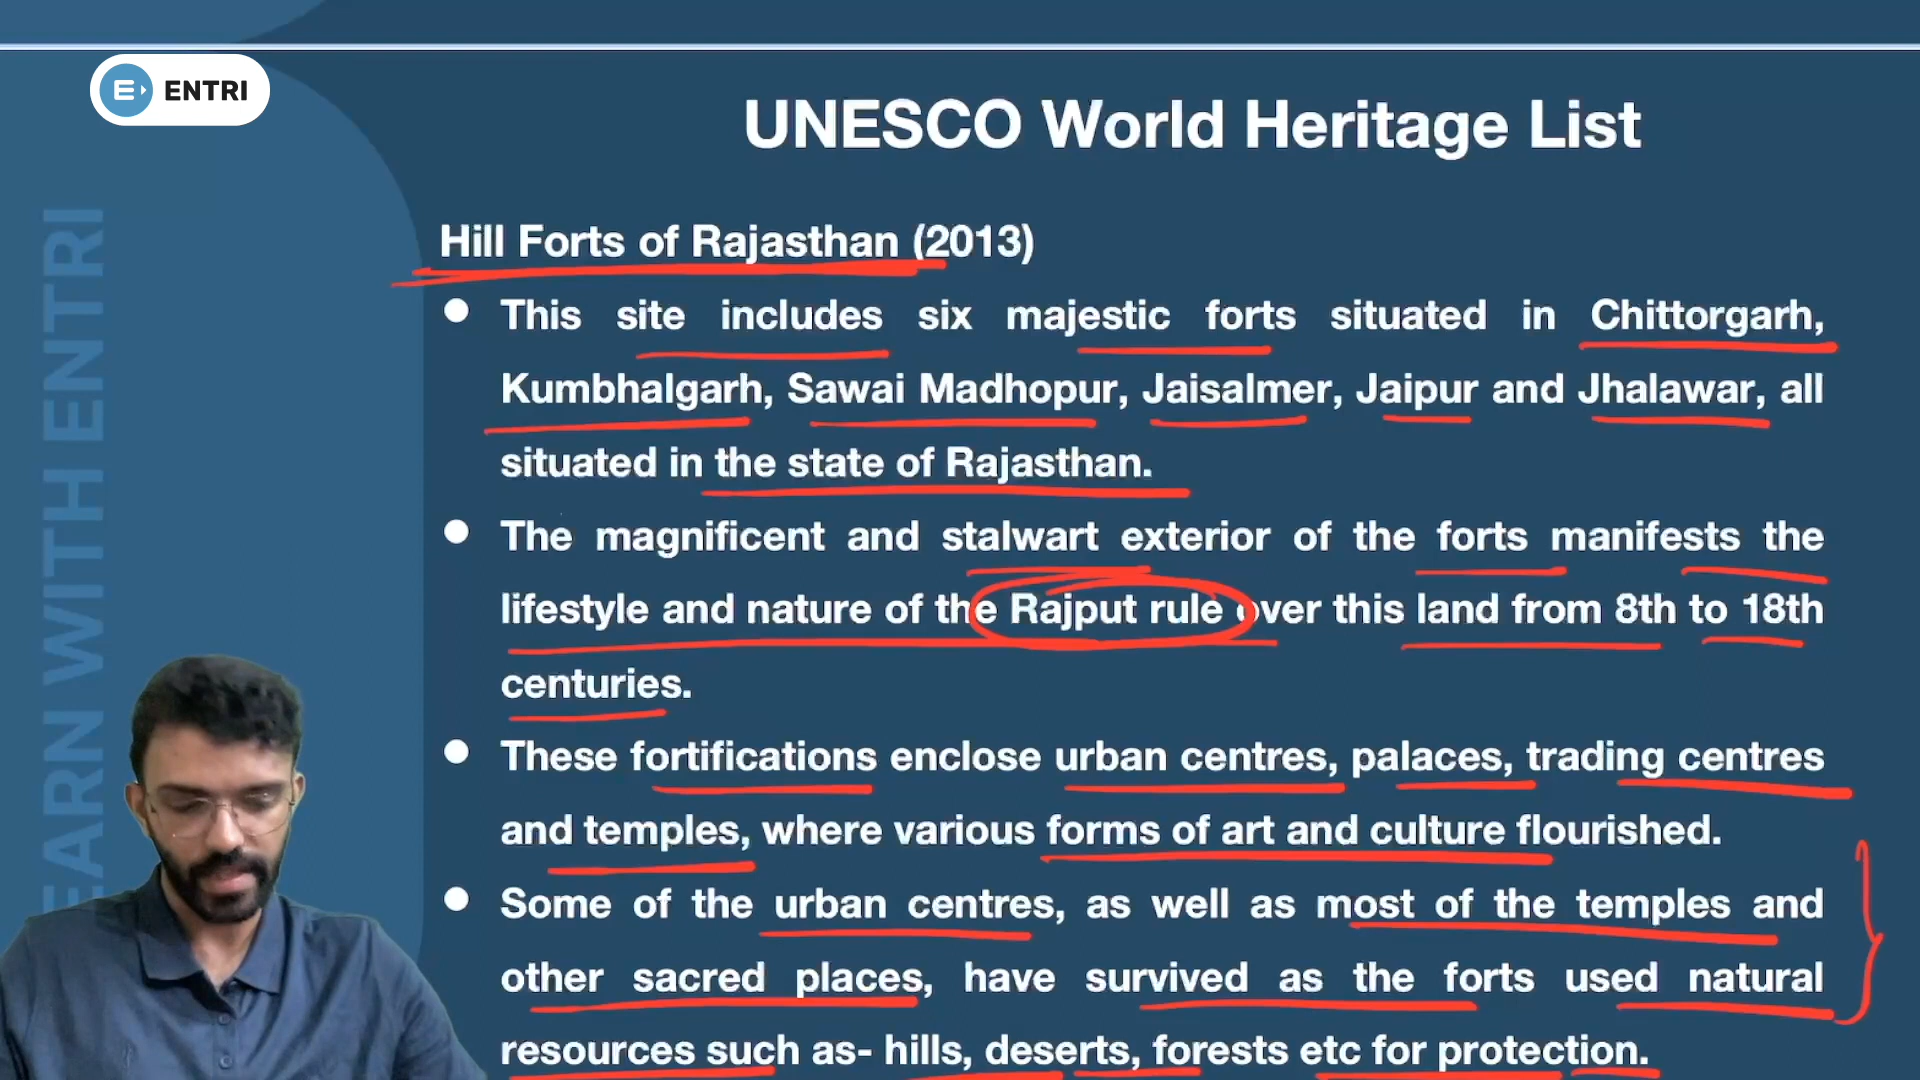 ENTRI
UNESCO World Heritage List
Hill Forts of Rajasthan (2013)
● This site includes six majestic forts situated in Chittorgarh,
Kumbhalgarh, Sawai Madhopur, Jaisalmer, Jaipur and Jhalawar, all
situated in the state of Rajasthan.
● The magnificent and stalwart exterior of the forts manifests the
lifestyle and nature of the Rajput rule over this land from 8th to 18th
centuries.
● These fortifications enclose urban centres, palaces, trading centres
and temples, where various forms of art and culture flourished.
● Some of the urban centres, as well as most of the temples and
other sacred places, have survived as the forts used natural
resources such as- hills, deserts, forests etc for protection.
EARN WITH ENTRI